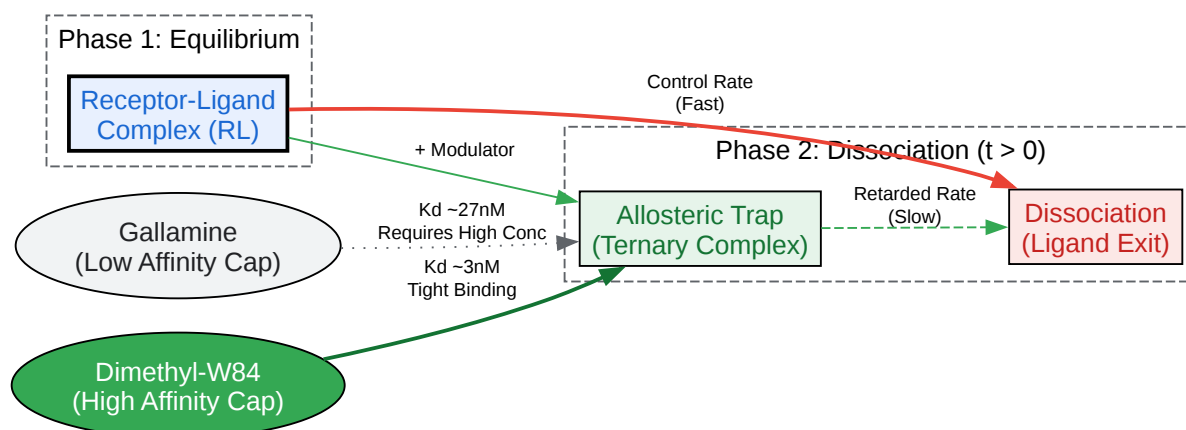 Phase 1: Equilibrium
Receptor-Ligand
Complex (RL)
Control Rate
(Fast)
+ Modulator
Phase 2: Dissociation (t > 0)
Gallamine
(Low Affinity Cap)
Kd ~27nM
Requires High Conc
Allosteric Trap
(Ternary Complex)
Retarded Rate
(Slow)
Dissociation
(Ligand Exit)
Kd ~3nM
Tight Binding
Dimethyl-W84
(High Affinity Cap)